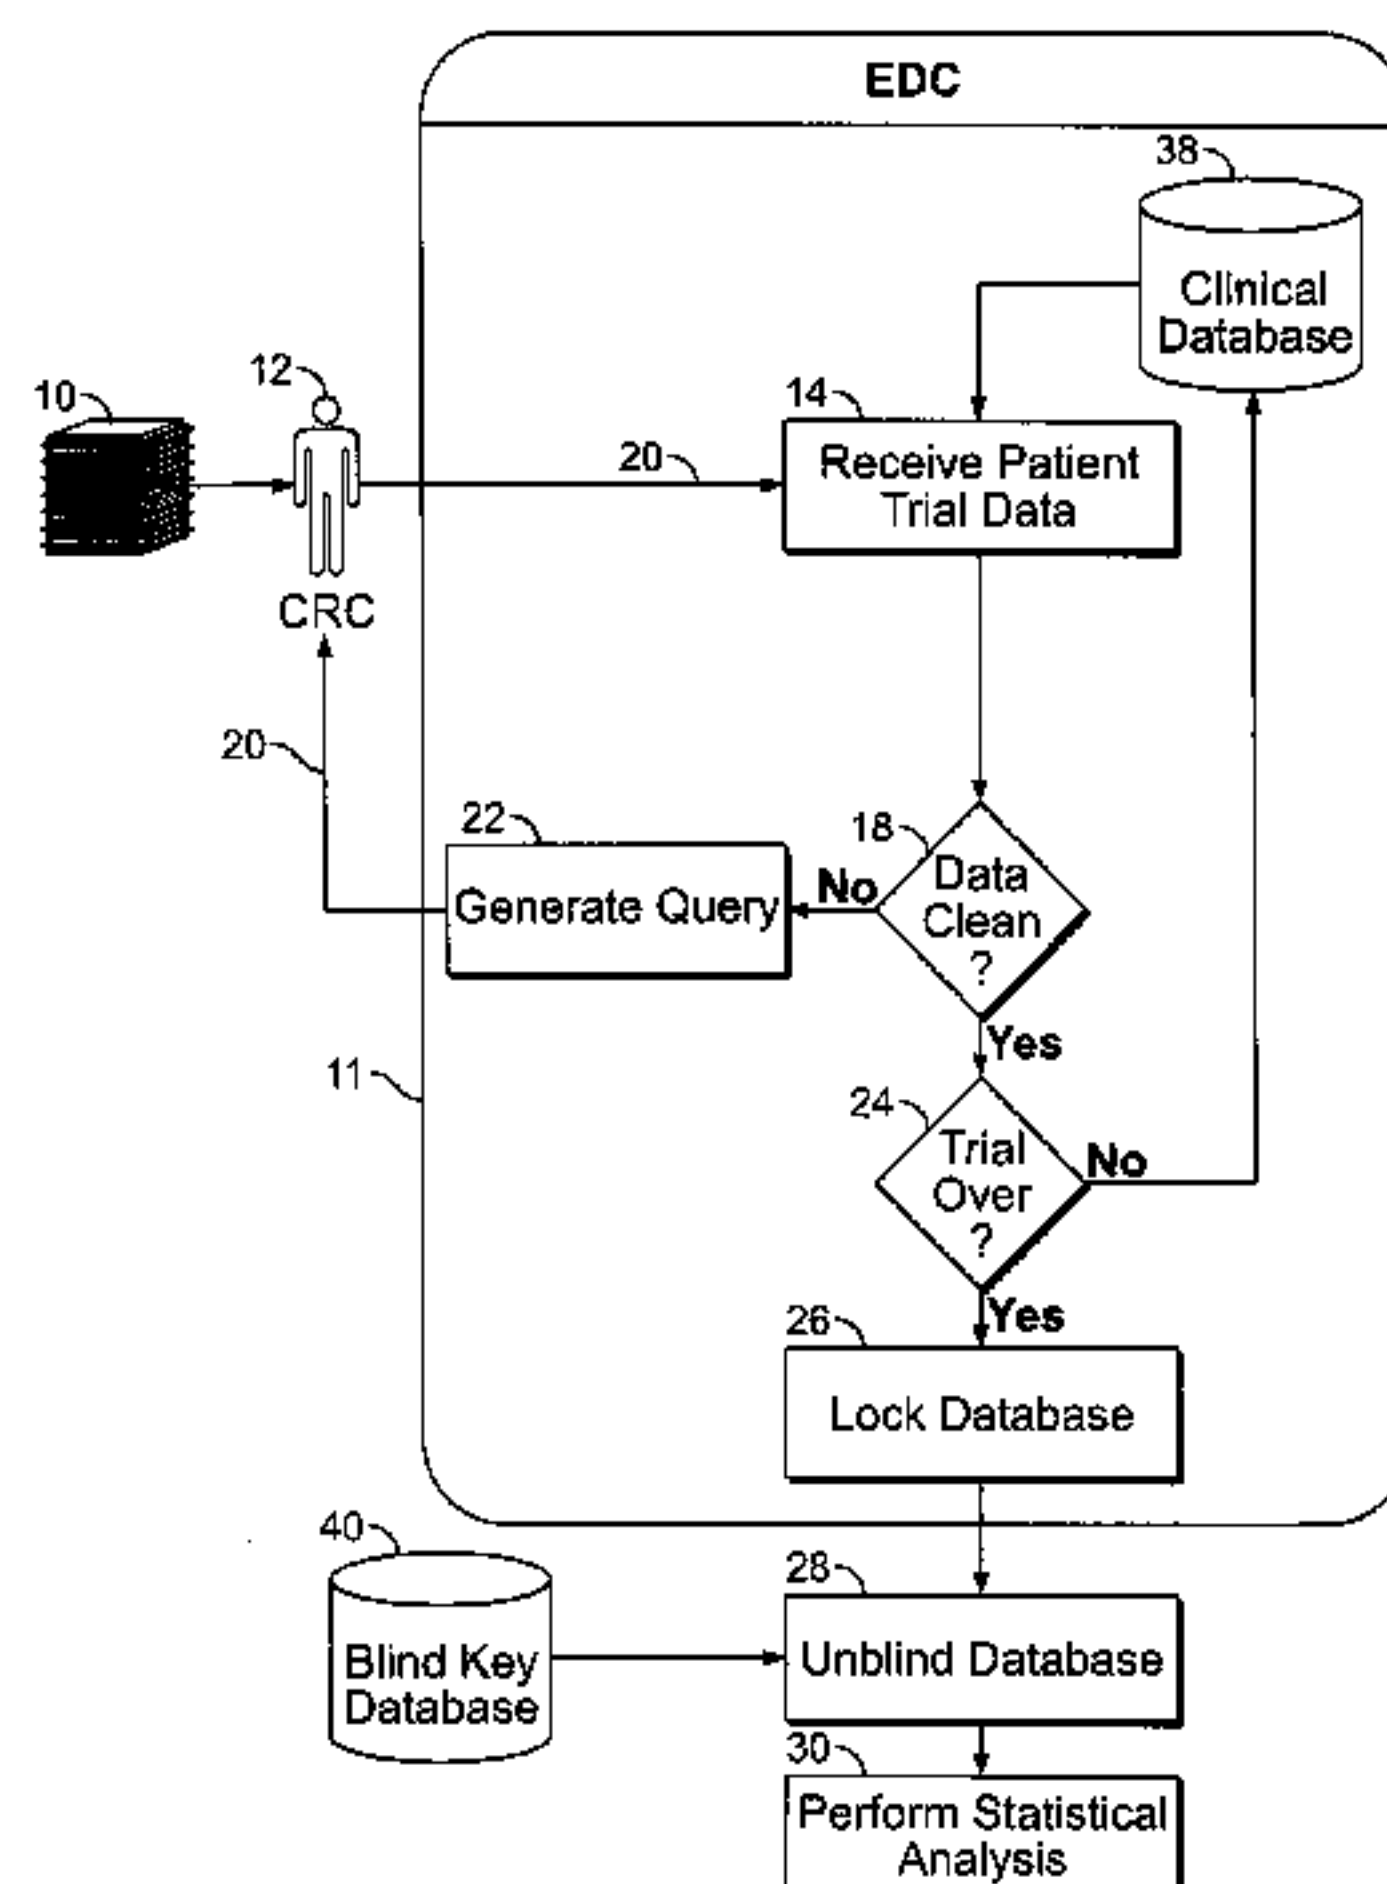 EDC
38
Clinical
Database
12
10
14
20
Receive Patient
Trial Data
CRC
20
22
18
Generate Query
No
Data
Clean
?
Yes
11
24
Trial
Over
?
No
Yes
26
Lock Database
40
28
Blind Key
Database
Unblind Database
30
Perform Statistical
Analysis